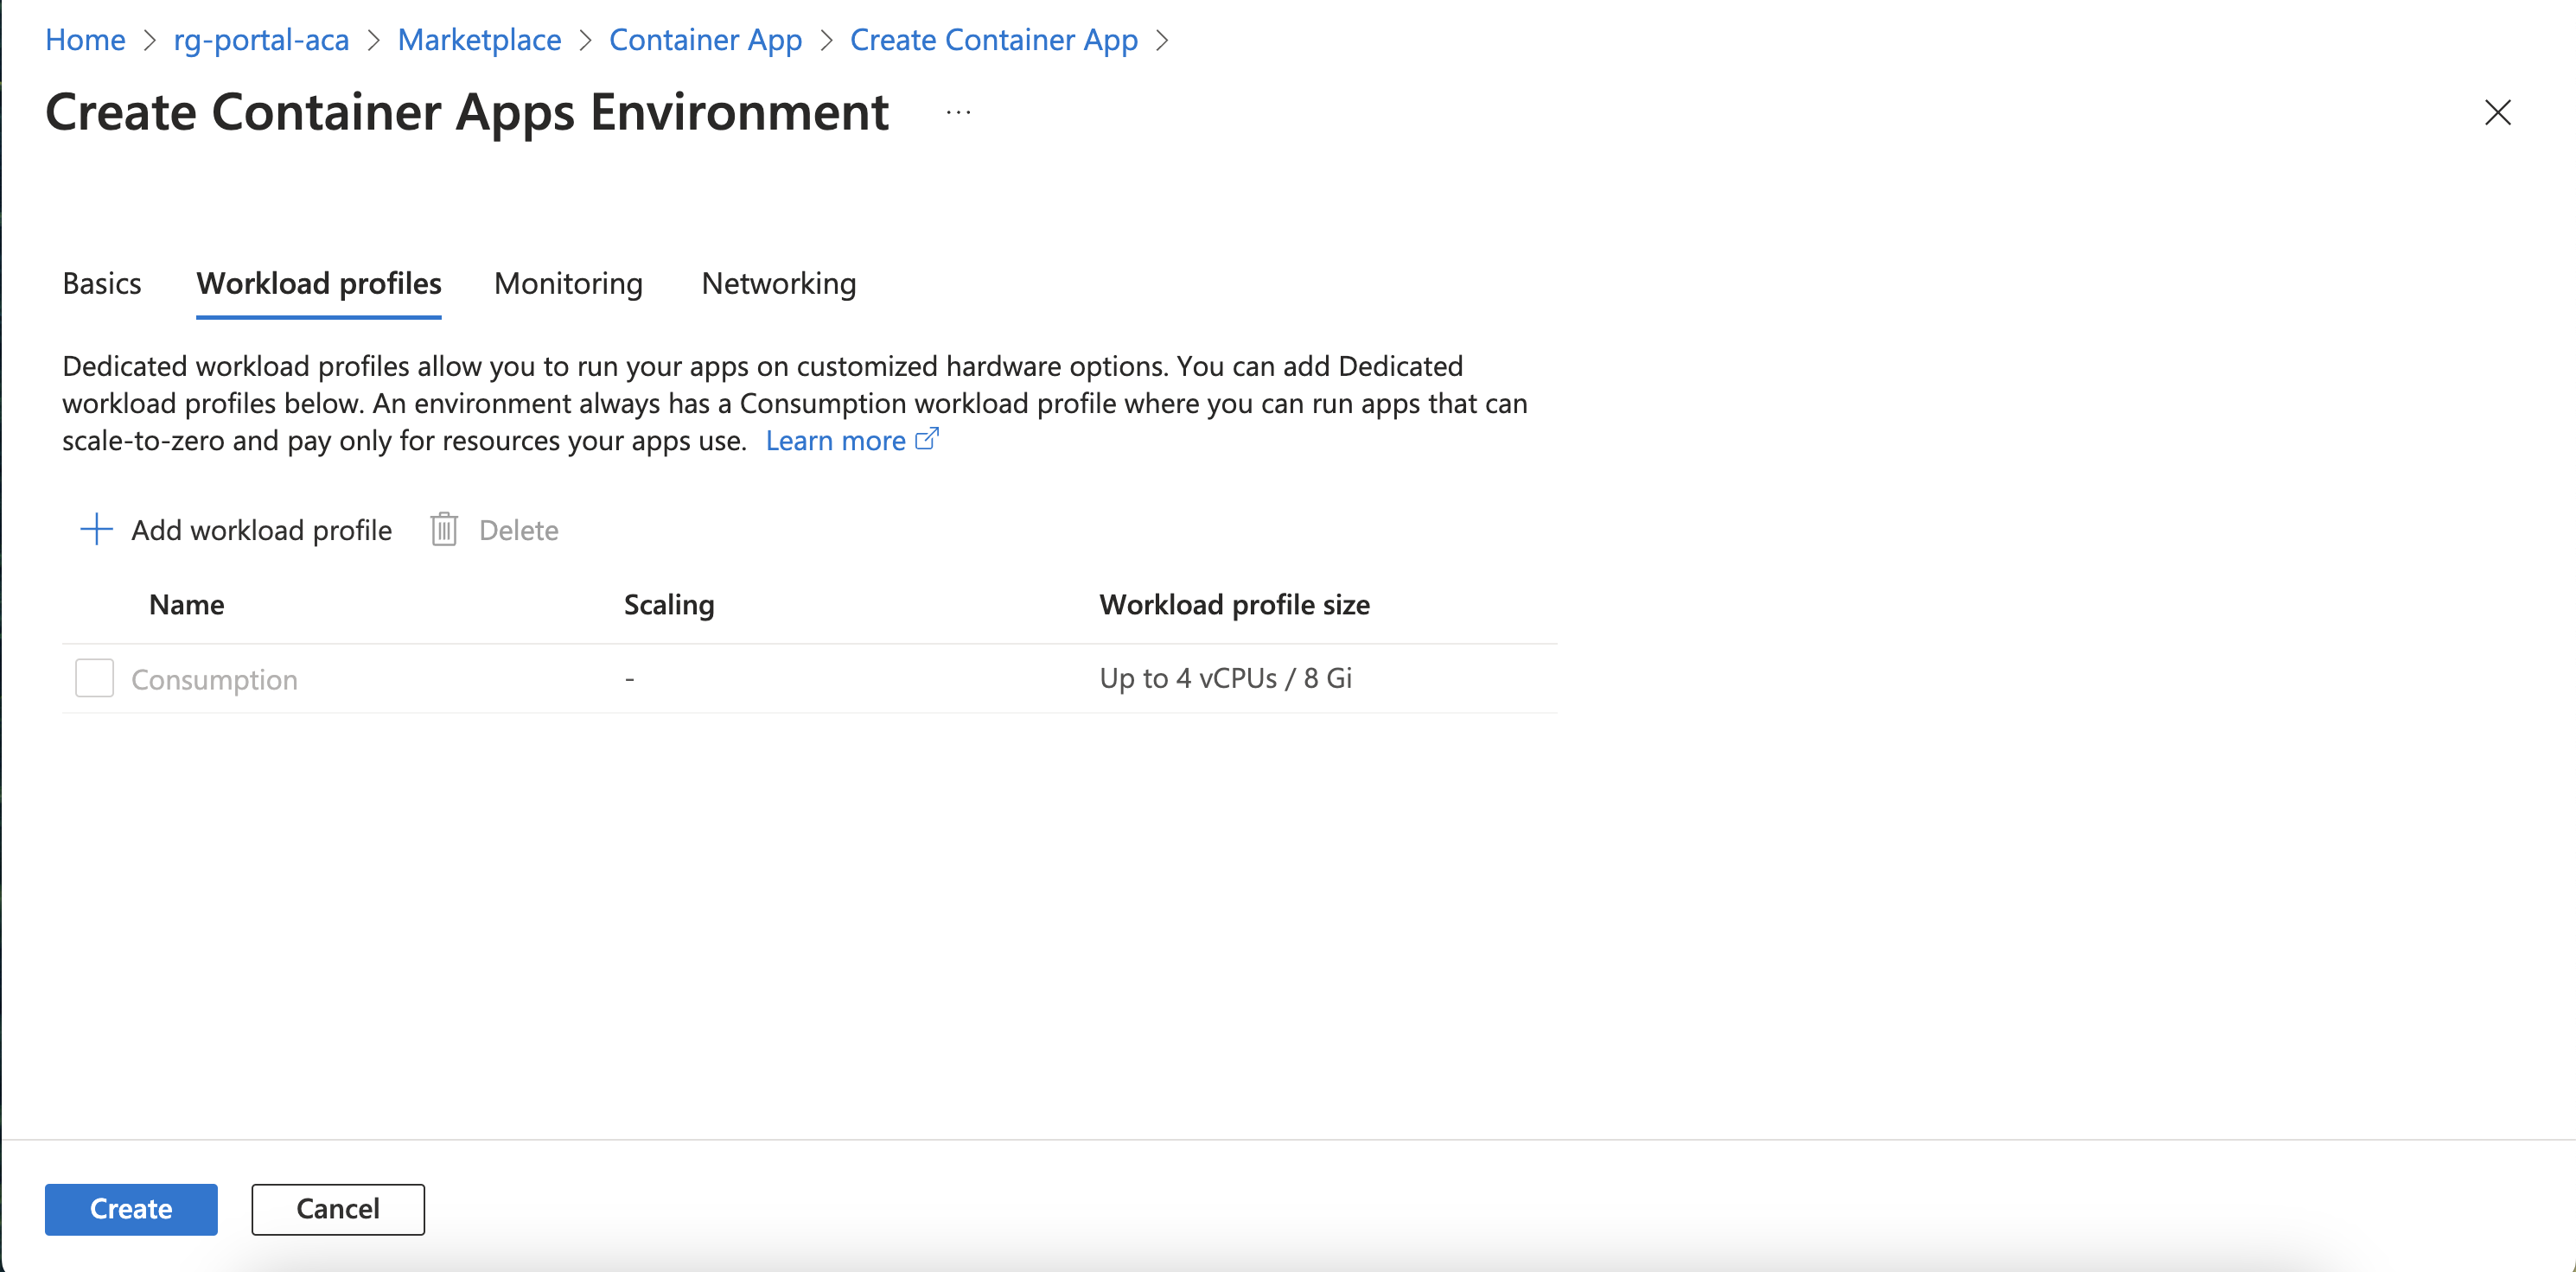 Home > rg-portal-aca > Marketplace > Container App > Create Container App >
Create Container Apps Environment ...
Basics Workload profiles Monitoring Networking
Dedicated workload profiles allow you to run your apps on customized hardware options. You can add Dedicated
workload profiles below. An environment always has a Consumption workload profile where you can run apps that can
scale-to-zero and pay only for resources your apps use. Learn more
Add workload profile Delete
Name Scaling Workload profile size
Consumption - Up to 4 vCPUs / 8 Gi
Create Cancel